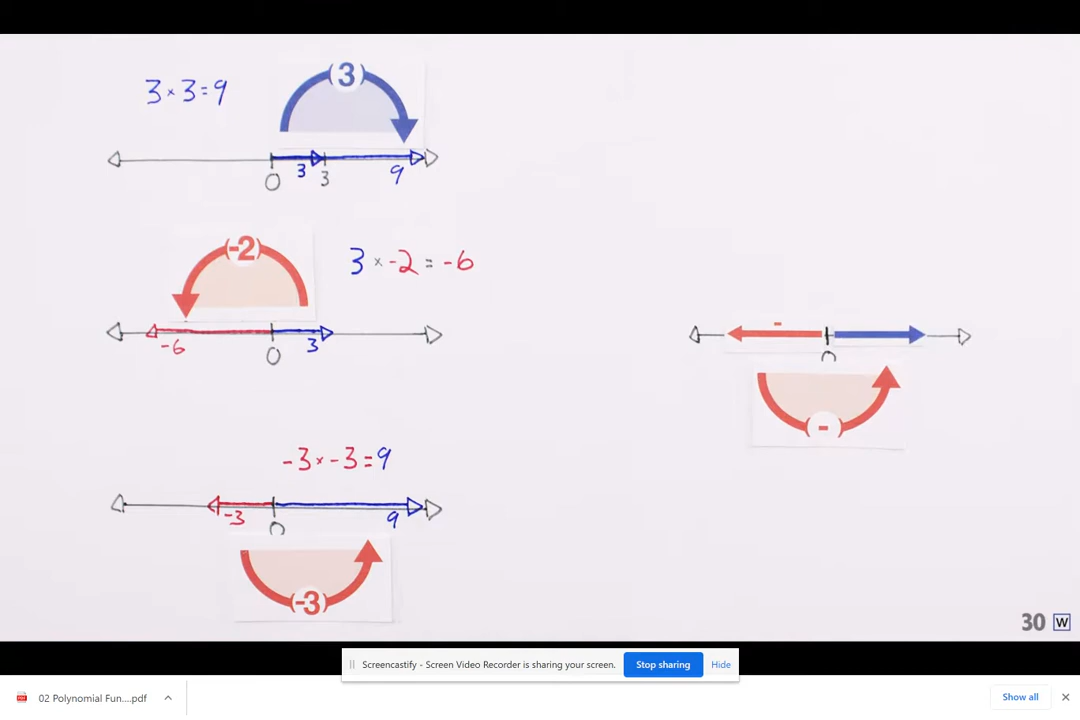 (3)
3 × 3 = 9
3
9
0
3
(-2)
3 × -2 = -6
-6
3
0
-
0
(-)
-3 × -3 = 9
-3
9
0
(-3)
30 W
Screencastify - Screen Video Recorder is sharing your screen. Stop sharing Hide
02 Polynomial Fun....pdf
Show all